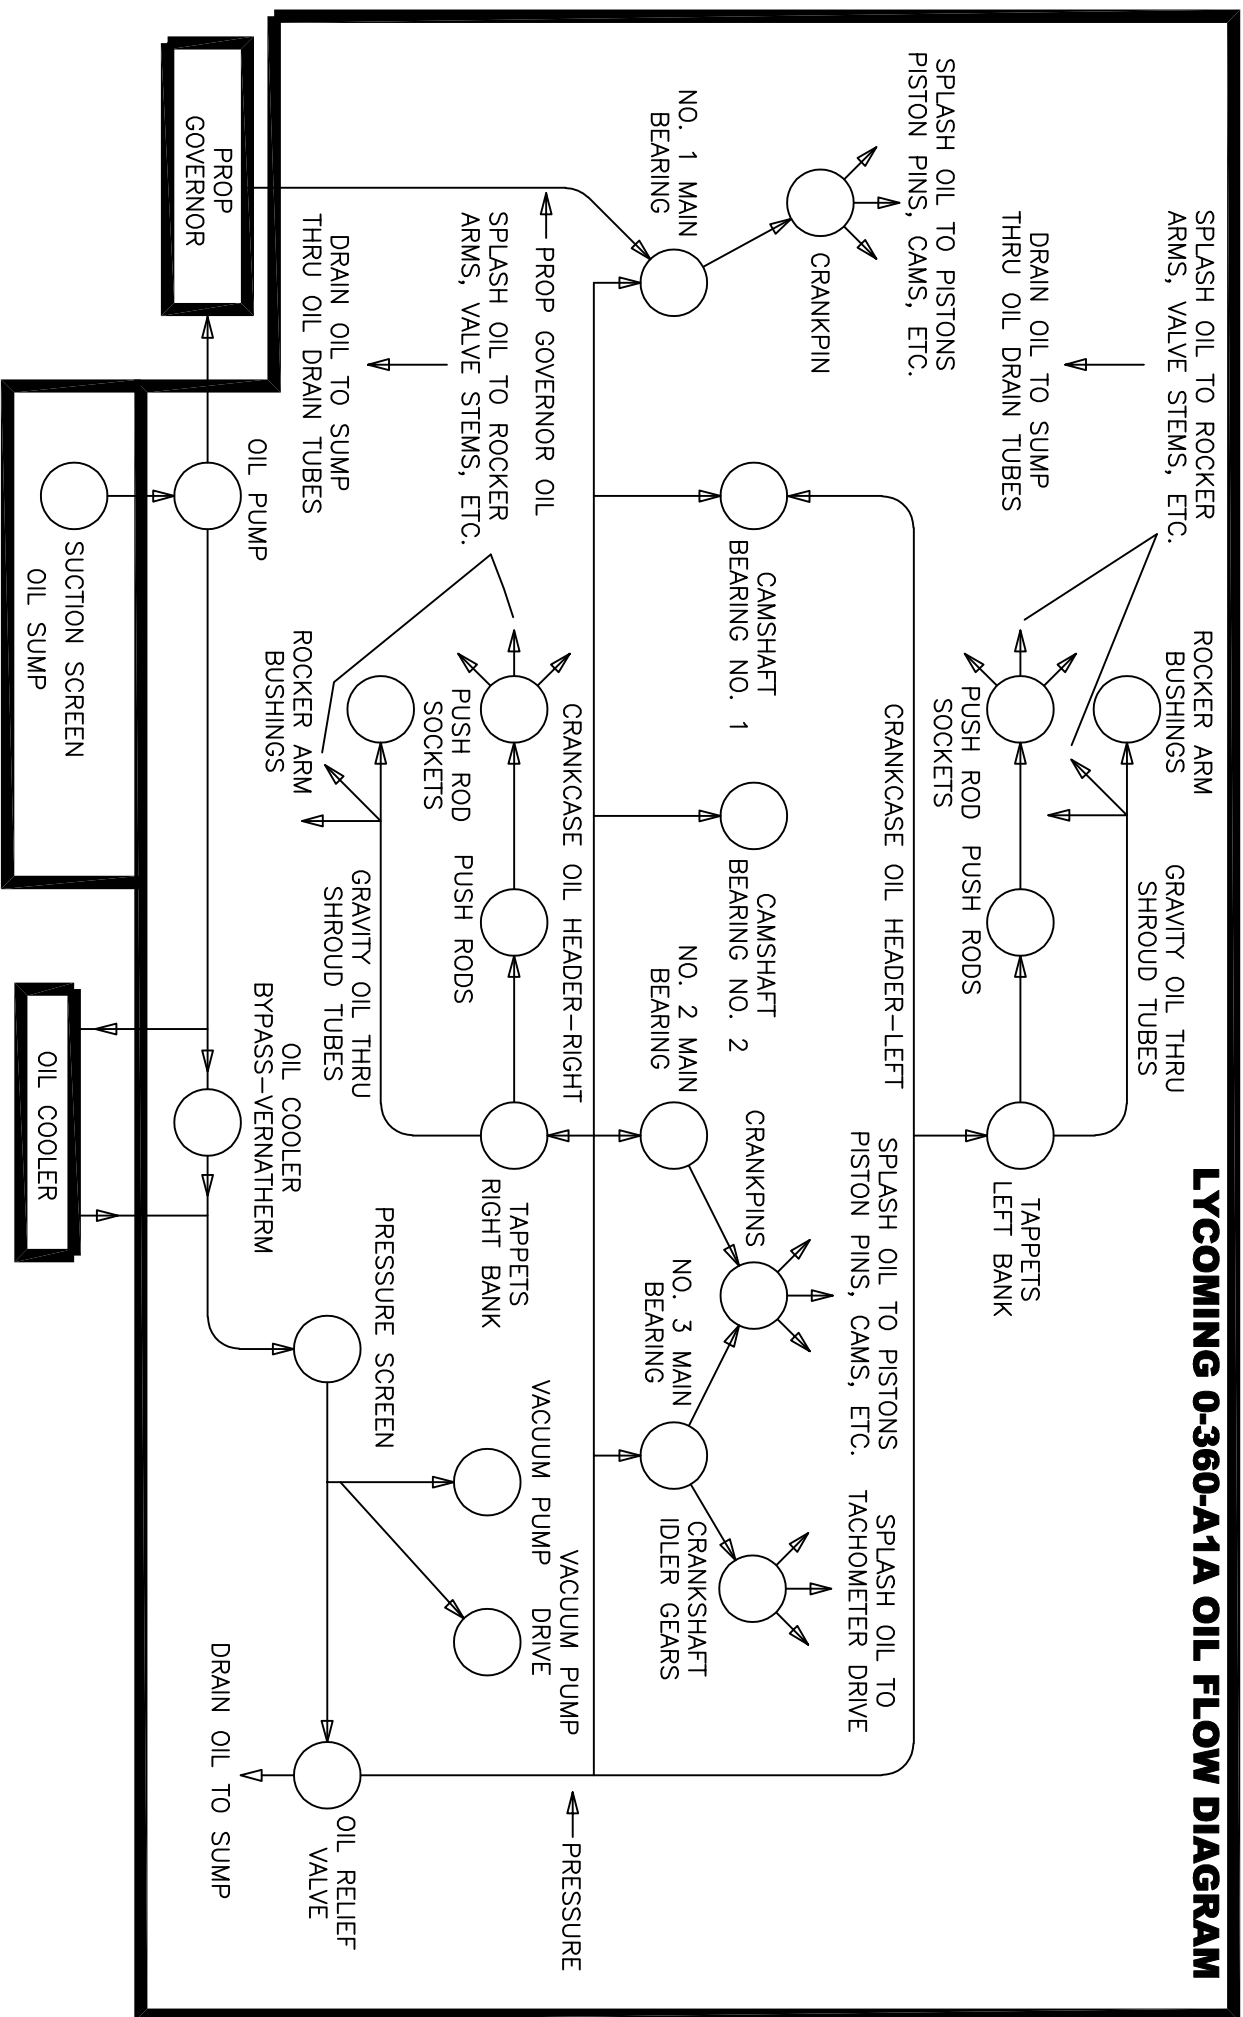 LYCOMING 0-360-A1A OIL FLOW DIAGRAM
SPLASH OIL TO ROCKER
ARMS, VALVE STEMS, ETC.
ROCKER ARM
BUSHINGS
GRAVITY OIL THRU
SHROUD TUBES
DRAIN OIL TO SUMP
THRU OIL DRAIN TUBES
PUSH ROD
SOCKETS
PUSH RODS
TAPPETS
LEFT BANK
SPLASH OIL TO PISTONS
PISTON PINS, CAMS, ETC.
CRANKCASE OIL HEADER-LEFT
SPLASH OIL TO PISTONS
PISTON PINS, CAMS, ETC.
SPLASH OIL TO
TACHOMETER DRIVE
CRANKPIN
CAMSHAFT
BEARING NO. 1
CAMSHAFT
BEARING NO. 2
CRANKPINS
NO. 1 MAIN
BEARING
NO. 2 MAIN
BEARING
NO. 3 MAIN
BEARING
CRANKSHAFT
IDLER GEARS
PROP GOVERNOR OIL
CRANKCASE OIL HEADER-RIGHT
VACUUM PUMP
VACUUM PUMP
DRIVE
PRESSURE
SPLASH OIL TO ROCKER
ARMS, VALVE STEMS, ETC.
PUSH ROD
SOCKETS
PUSH RODS
TAPPETS
RIGHT BANK
DRAIN OIL TO SUMP
THRU OIL DRAIN TUBES
ROCKER ARM
BUSHINGS
GRAVITY OIL THRU
SHROUD TUBES
PRESSURE SCREEN
OIL RELIEF
VALVE
PROP
GOVERNOR
OIL PUMP
OIL COOLER
BYPASS-VERNATHERM
DRAIN OIL TO SUMP
SUCTION SCREEN
OIL SUMP
OIL COOLER